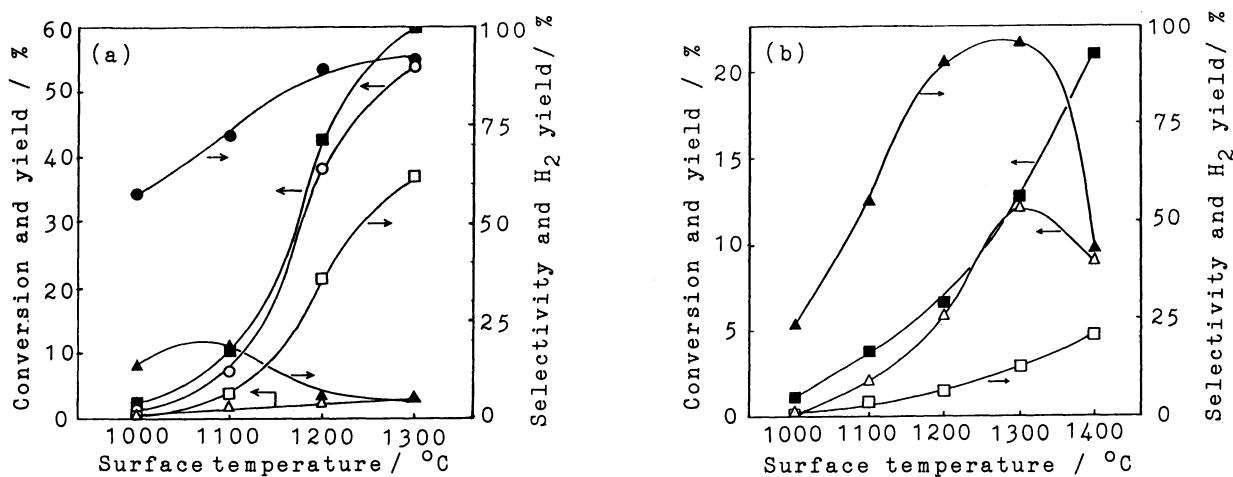 (a)
Conversion and yield / %
60
50
40
30
20
10
0
100
75
50
25
0
Selectivity and H2 yield/ %
1000 1100 1200 1300
Surface temperature / °C
(b)
Conversion and yield / %
20
15
10
5
0
100
75
50
25
0
Selectivity and H2 yield / %
1000 1100 1200 1300 1400
Surface temperature / °C